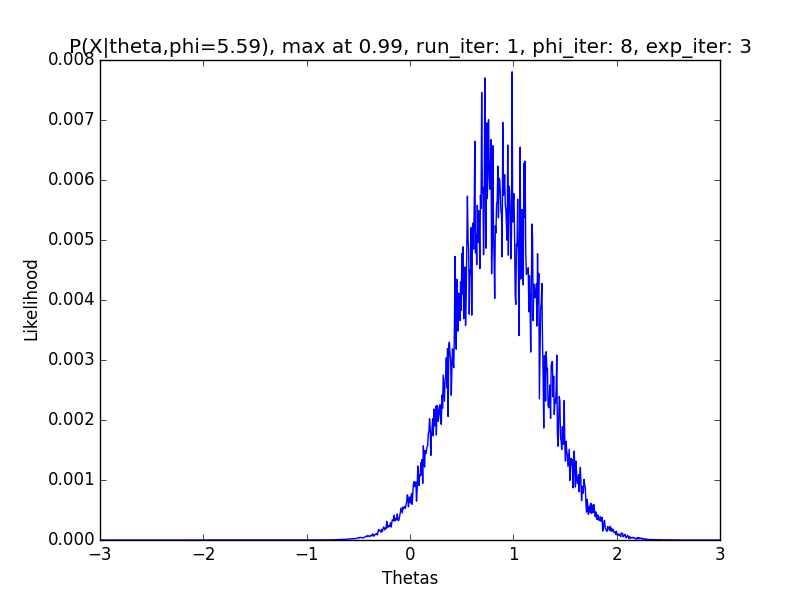 P(X|theta,phi=5.59), max at 0.99, run_iter: 1, phi_iter: 8, exp_iter: 3
0.008
0.007
0.006
0.005
0.004
0.003
0.002
0.001
0.000
Likelihood
−3 −2 −1 0 1 2 3
Thetas